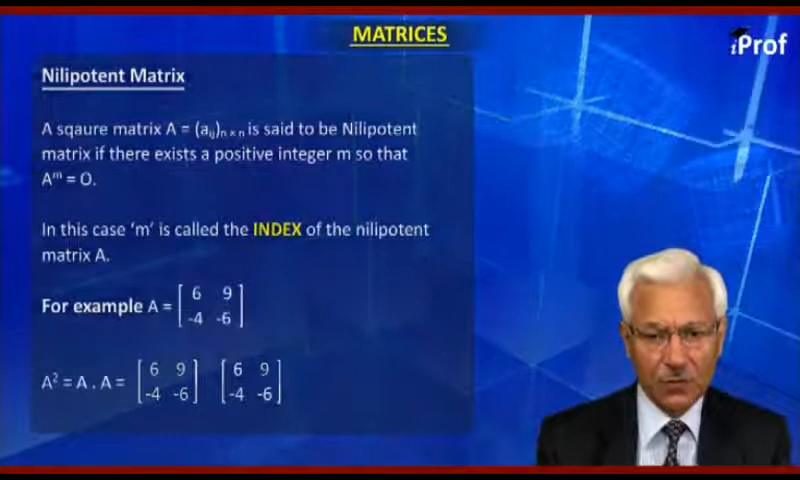 MATRICES
iProf
Nilipotent Matrix
A sqaure matrix A = (aᵢⱼ)ₙ ₓ ₙ is said to be Nilipotent
matrix if there exists a positive integer m so that
Aᵐ = O.
In this case ‘m’ is called the INDEX of the nilipotent
matrix A.
For example A = [ 6 9
-4 -6 ]
A² = A . A = [ 6 9 [ 6 9
-4 -6 ] -4 -6 ]